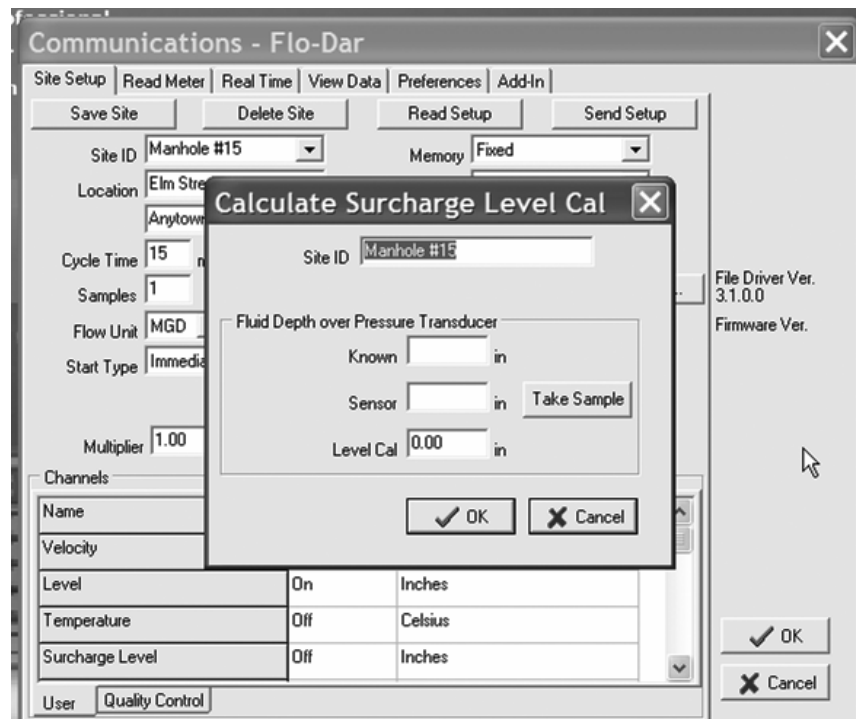 Communications - Flo-Dar
Site Setup Read Meter Real Time View Data Preferences Add-In
Save Site Delete Site Read Setup Send Setup
Site ID Manhole #15 Memory Fixed
Location Elm
Calculate Surcharge Level Cal
Site ID Manhole #15
Cycle Time 15
Samples 1
File Driver Ver.
3.1.0.0
Flow Unit MGD
Firmware Ver.
Fluid Depth over Pressure Transducer
Known in
Start Type
Sensor in Take Sample
Multiplier 1.00
Level Cal 0.00 in
OK Cancel
Channels
Name
Velocity
Level On Inches
Temperature Off Celsius
Surcharge Level Off Inches
OK
Cancel
User Quality Control